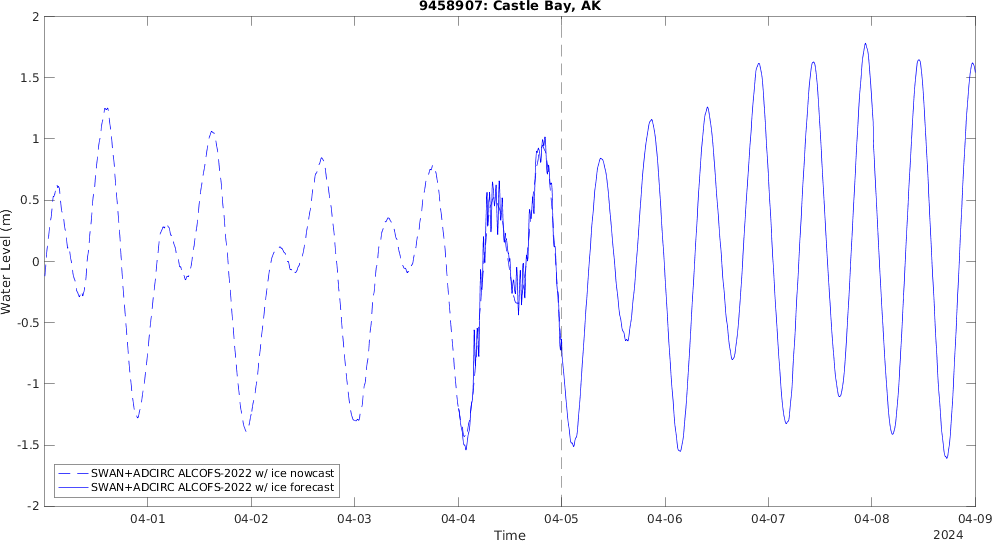 9458907: Castle Bay, AK
2
1.5
1
0.5
0
-0.5
-1
-1.5
-2
Water Level (m)
SWAN+ADCIRC ALCOFS-2022 w/ ice nowcast
SWAN+ADCIRC ALCOFS-2022 w/ ice forecast
04-01 04-02 04-03 04-04 04-05 04-06 04-07 04-08 04-09
Time
2024